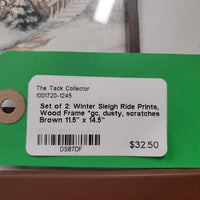 The Tack Collector
1001720-1245
Set of 2: Winter Sleigh Ride Prints,
Wood Frame *gc, dusty, scratches
Brown 11.5" x 14.5"
DS87DF
$32.50